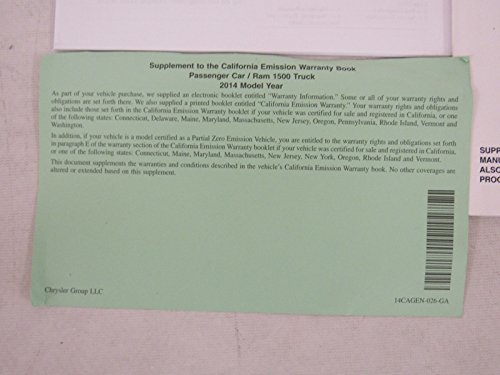 Supplement to the California Emission Warranty Book
Passenger Car / Ram 1500 Truck
2014 Model Year
As part of your vehicle purchase, we supplied an electronic booklet entitled "Warranty Information." Some or all of your warranty rights and
obligations are set forth there. We also supplied a printed booklet entitled "California Emission Warranty." Your warranty rights and obligations
also include those set forth in the California Emission Warranty booklet if your vehicle was certified for sale and registered in California, or one
of the following states: Connecticut, Delaware, Maine, Maryland, Massachusetts, New Jersey, Oregon, Pennsylvania, Rhode Island, Vermont and
Washington.
In addition, if your vehicle is a model certified as a Partial Zero Emission Vehicle, you are entitled to the warranty rights and obligations set forth
in paragraph E of the warranty section of the California Emission Warranty booklet if your vehicle was certified for sale and registered in California,
or one of the following states: Connecticut, Maine, Maryland, Massachusetts, New Jersey, New York, Oregon, Rhode Island and Vermont.
This document supplements the warranties and conditions described in the vehicle's California Emission Warranty book. No other coverages are
altered or extended based on this supplement.
Chrysler Group LLC
14CAGEN-026-GA
SUPP
MANU
ALSO
PROC